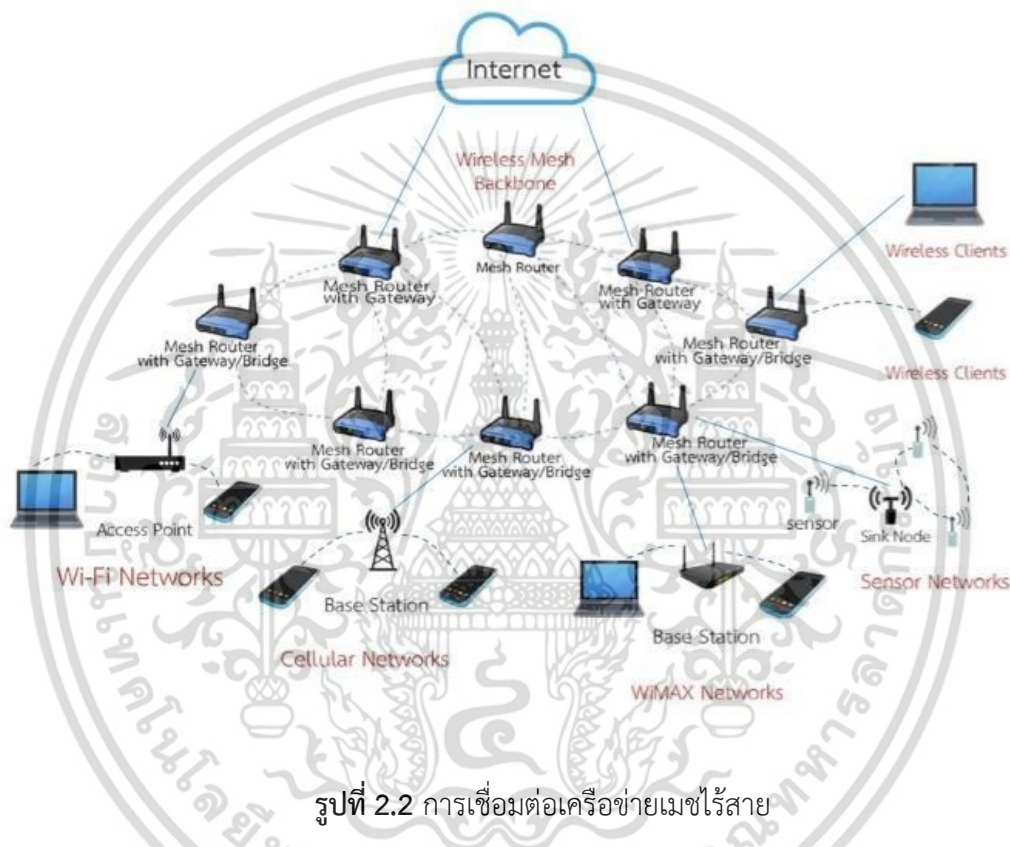 Internet
Wireless Mesh
Backbone
Mesh Router
Mesh Router
with Gateway
Mesh Router
with Gateway
Mesh Router
with Gateway/Bridge
Mesh Router
with Gateway/Bridge
Wireless Clients
Wireless Clients
Mesh Router
with Gateway/Bridge
Mesh Router
with Gateway/Bridge
Mesh Router
with Gateway/Bridge
Access Point
Wi-Fi Networks
Base Station
Cellular Networks
Base Station
WiMAX Networks
sensor
Sink Node
Sensor Networks
รูปที่ 2.2 การเชื่อมต่อเครือข่ายเมชไร้สาย